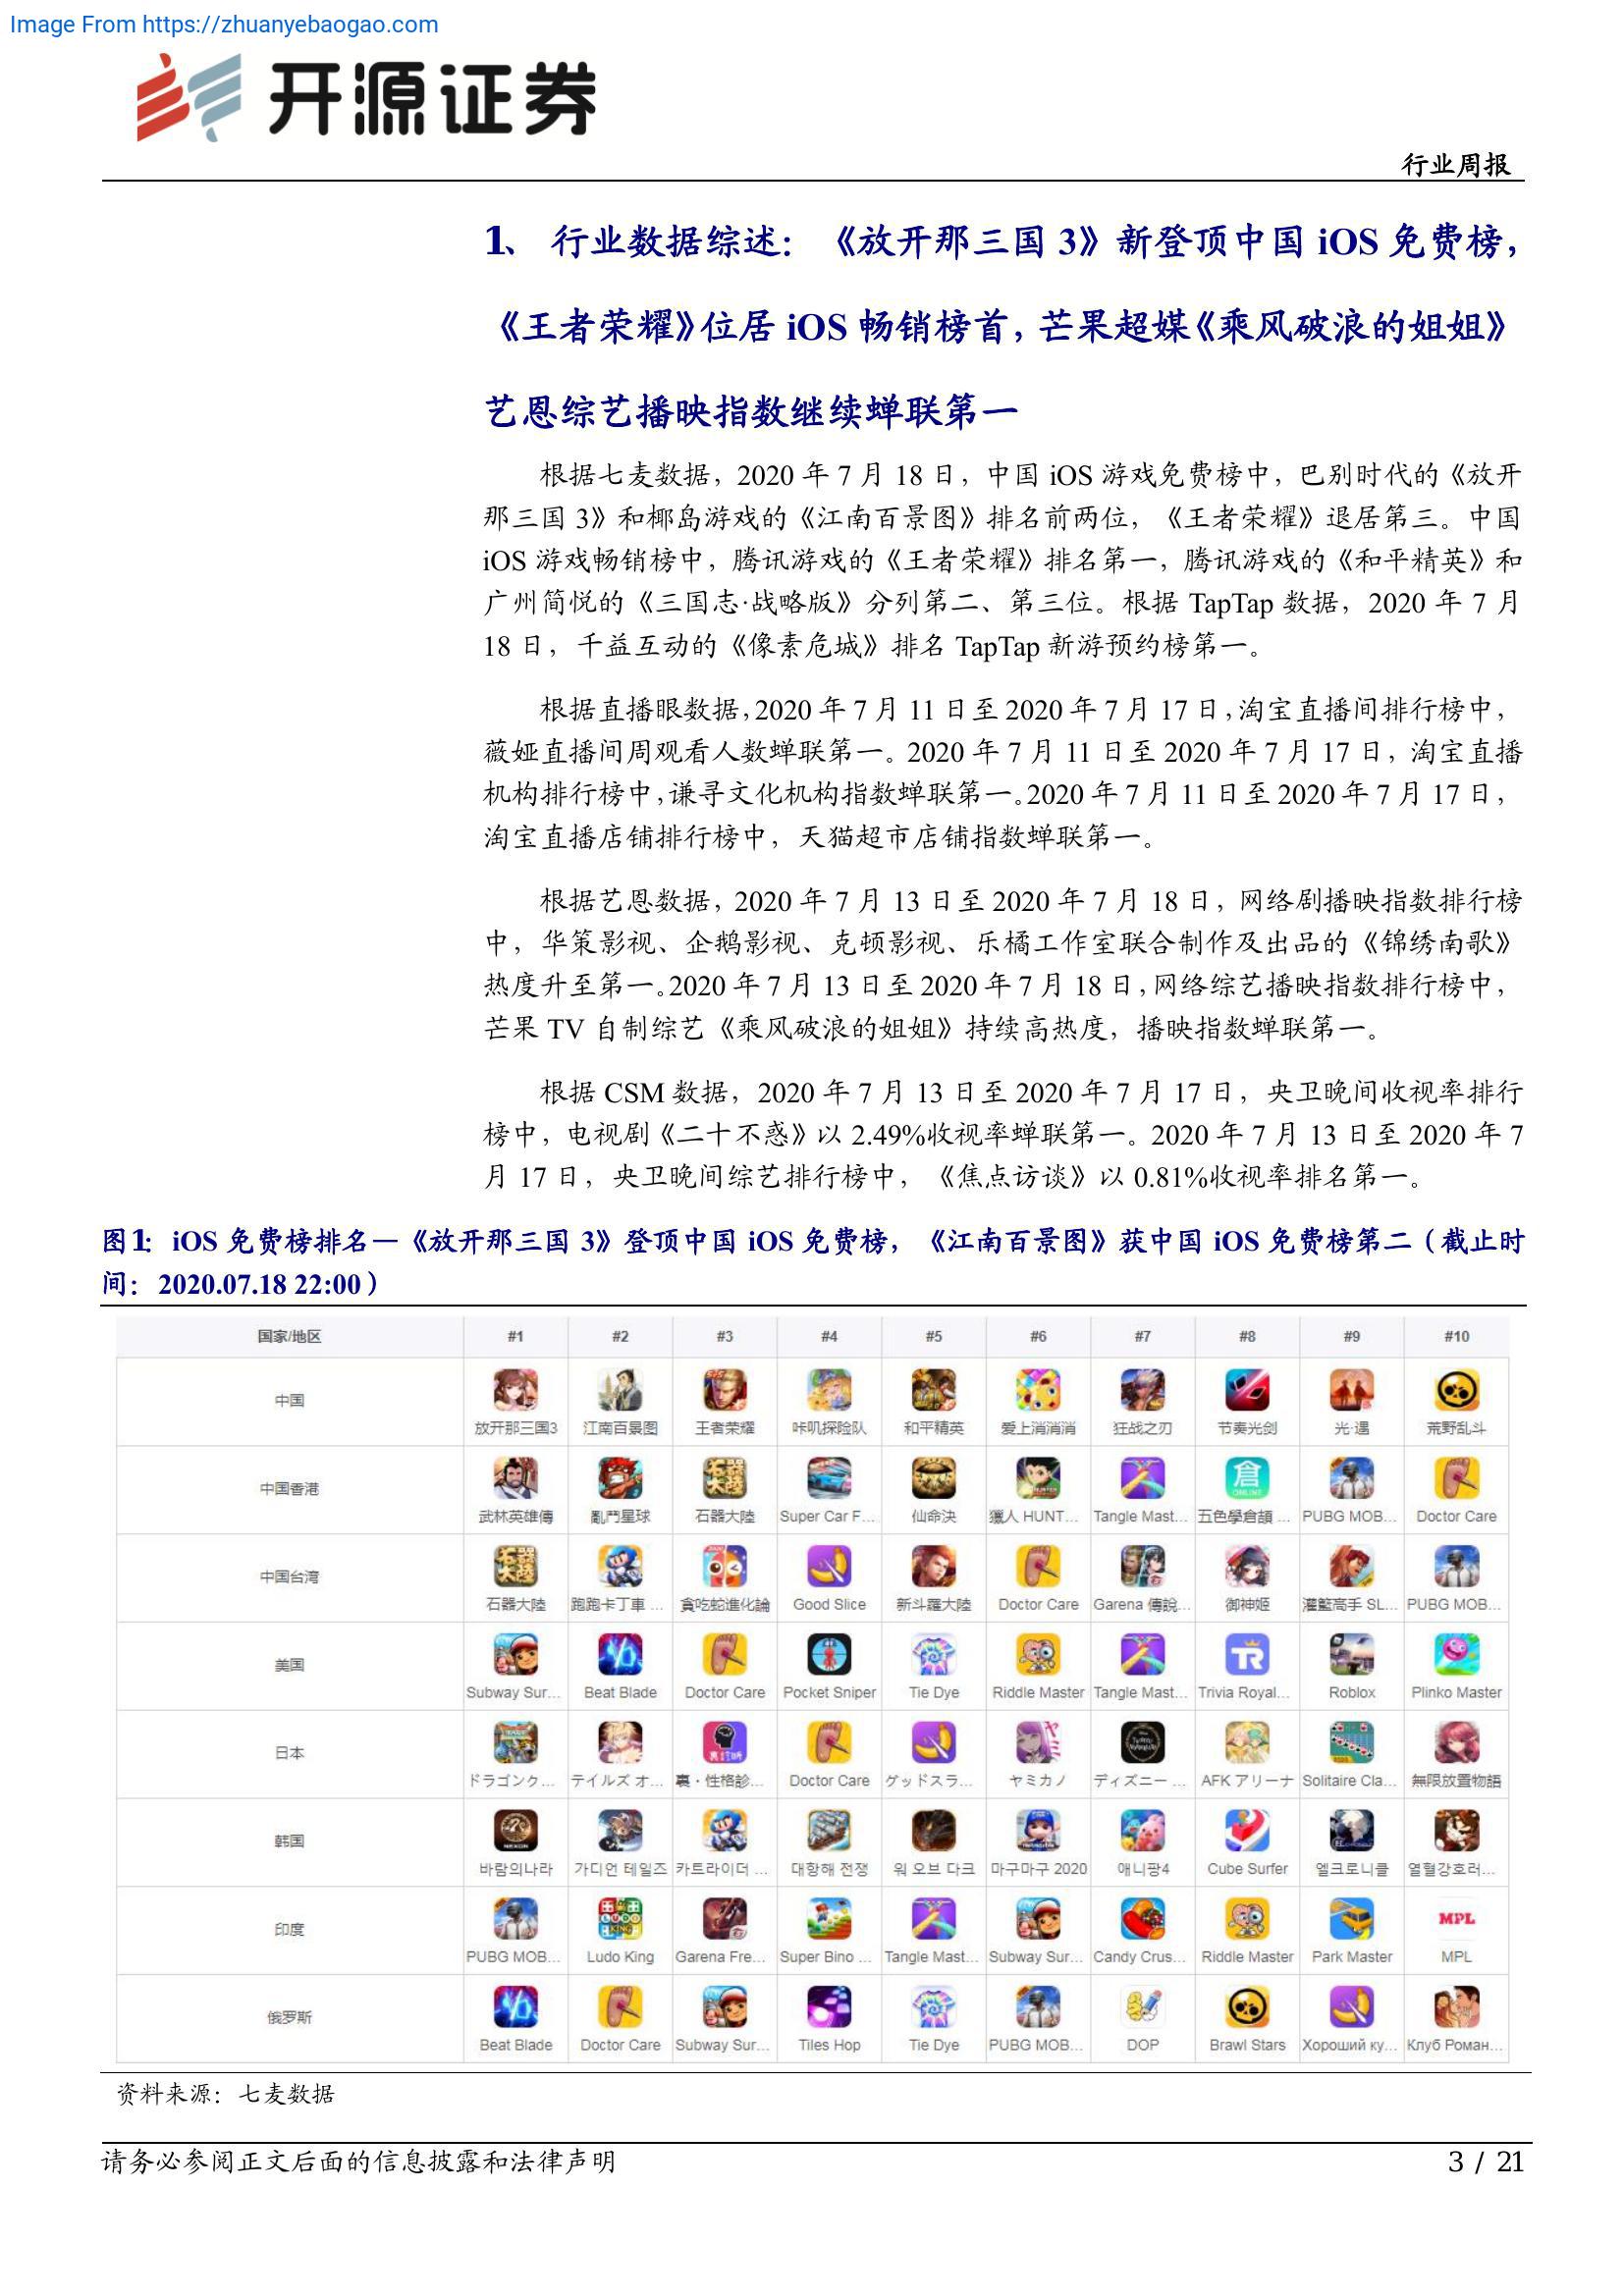 Image From https://zhuanyebaogao.com
开源证券
行业周报
1、 行业数据综述：《放开那三国 3》新登顶中国 iOS 免费榜，
《王者荣耀》位居 iOS 畅销榜首，芒果超媒《乘风破浪的姐姐》
艺恩综艺播映指数继续蝉联第一
根据七麦数据，2020 年 7 月 18 日，中国 iOS 游戏免费榜中，巴别时代的《放开
那三国 3》和椰岛游戏的《江南百景图》排名前两位，《王者荣耀》退居第三。中国
iOS 游戏畅销榜中，腾讯游戏的《王者荣耀》排名第一，腾讯游戏的《和平精英》和
广州简悦的《三国志·战略版》分列第二、第三位。根据 TapTap 数据，2020 年 7 月
18 日，千益互动的《像素危城》排名 TapTap 新游预约榜第一。
根据直播眼数据，2020 年 7 月 11 日至 2020 年 7 月 17 日，淘宝直播间排行榜中，
薇娅直播间周观看人数蝉联第一。2020 年 7 月 11 日至 2020 年 7 月 17 日，淘宝直播
机构排行榜中，谦寻文化机构指数蝉联第一。2020 年 7 月 11 日至 2020 年 7 月 17 日，
淘宝直播店铺排行榜中，天猫超市店铺指数蝉联第一。
根据艺恩数据，2020 年 7 月 13 日至 2020 年 7 月 18 日，网络剧播映指数排行榜
中，华策影视、企鹅影视、克顿影视、乐橘工作室联合制作及出品的《锦绣南歌》
热度升至第一。2020 年 7 月 13 日至 2020 年 7 月 18 日，网络综艺播映指数排行榜中，
芒果 TV 自制综艺《乘风破浪的姐姐》持续高热度，播映指数蝉联第一。
根据 CSM 数据，2020 年 7 月 13 日至 2020 年 7 月 17 日，央卫晚间收视率排行
榜中，电视剧《二十不惑》以 2.49%收视率蝉联第一。2020 年 7 月 13 日至 2020 年 7
月 17 日，央卫晚间综艺排行榜中，《焦点访谈》以 0.81%收视率排名第一。
图1：iOS 免费榜排名—《放开那三国 3》登顶中国 iOS 免费榜，《江南百景图》获中国 iOS 免费榜第二（截止时
间：2020.07.18 22:00）
国家/地区 #1 #2 #3 #4 #5 #6 #7 #8 #9 #10
中国 放开那三国3 江南百景图 王者荣耀 咔叽探险队 和平精英 爱上消消消 狂战之刃 节奏光剑 光·遇 荒野乱斗
中国香港 武林英雄傳 亂鬥星球 石器大陸 Super Car F... 仙命決 獵人 HUNT... Tangle Mast... 五色學倉頡 ... PUBG MOB... Doctor Care
中国台湾 石器大陸 跑跑卡丁車 ... 貪吃蛇進化論 Good Slice 新斗羅大陸 Doctor Care Garena 傳說... 御神姬 灌籃高手 SL... PUBG MOB...
美国 Subway Sur... Beat Blade Doctor Care Pocket Sniper Tie Dye Riddle Master Tangle Mast... Trivia Royal... Roblox Plinko Master
日本 ドラゴンク... テイルズ オ... 裏・性格診... Doctor Care グッドスラ... ヤミカノ ディズニー ... AFK アリーナ Solitaire Cla... 無限放置物語
韩国 바람의나라 가디언 테일즈 카트라이더 ... 대항해 전쟁 워 오브 다크 마구마구 2020 애니팡4 Cube Surfer 엘크로니클 열혈강호러...
印度 PUBG MOB... Ludo King Garena Fre... Super Bino ... Tangle Mast... Subway Sur... Candy Crus... Riddle Master Park Master MPL
俄罗斯 Beat Blade Doctor Care Subway Sur... Tiles Hop Tie Dye PUBG MOB... DOP Brawl Stars Хороший ку... Клуб Роман...
资料来源：七麦数据
请务必参阅正文后面的信息披露和法律声明
3 / 21